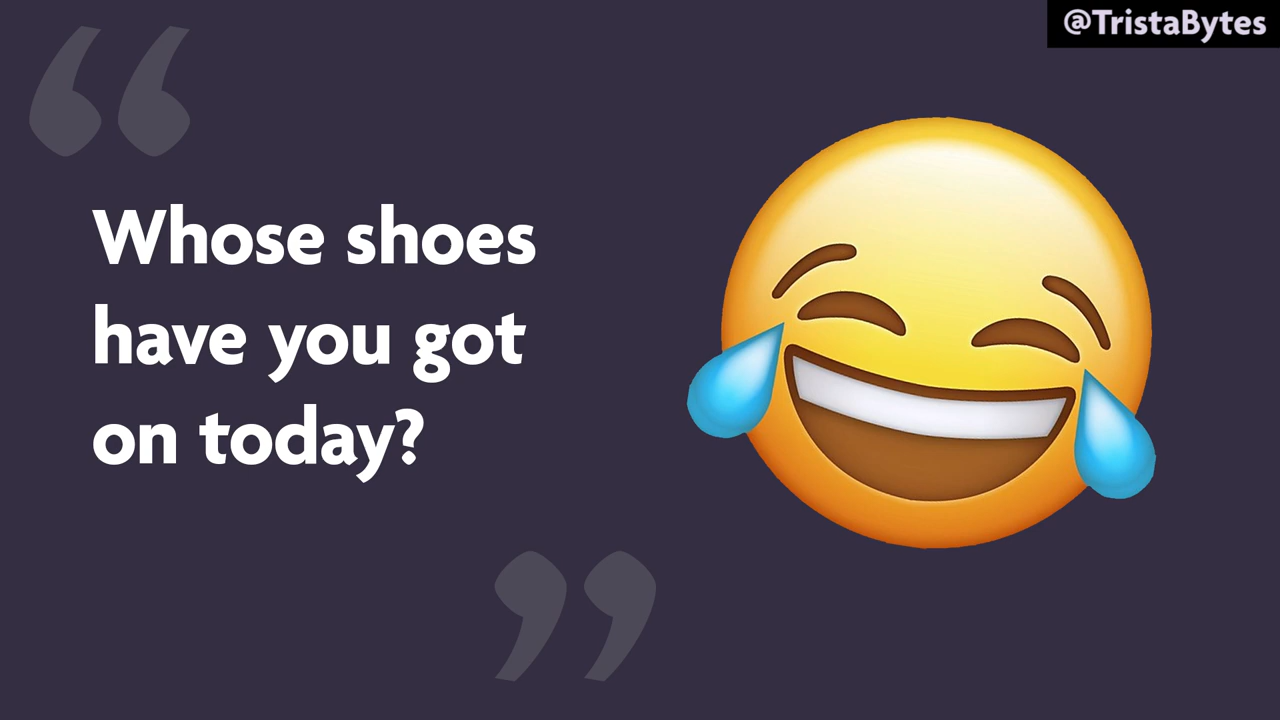 @TristaBytes
“
Whose shoes
have you got
on today?
”